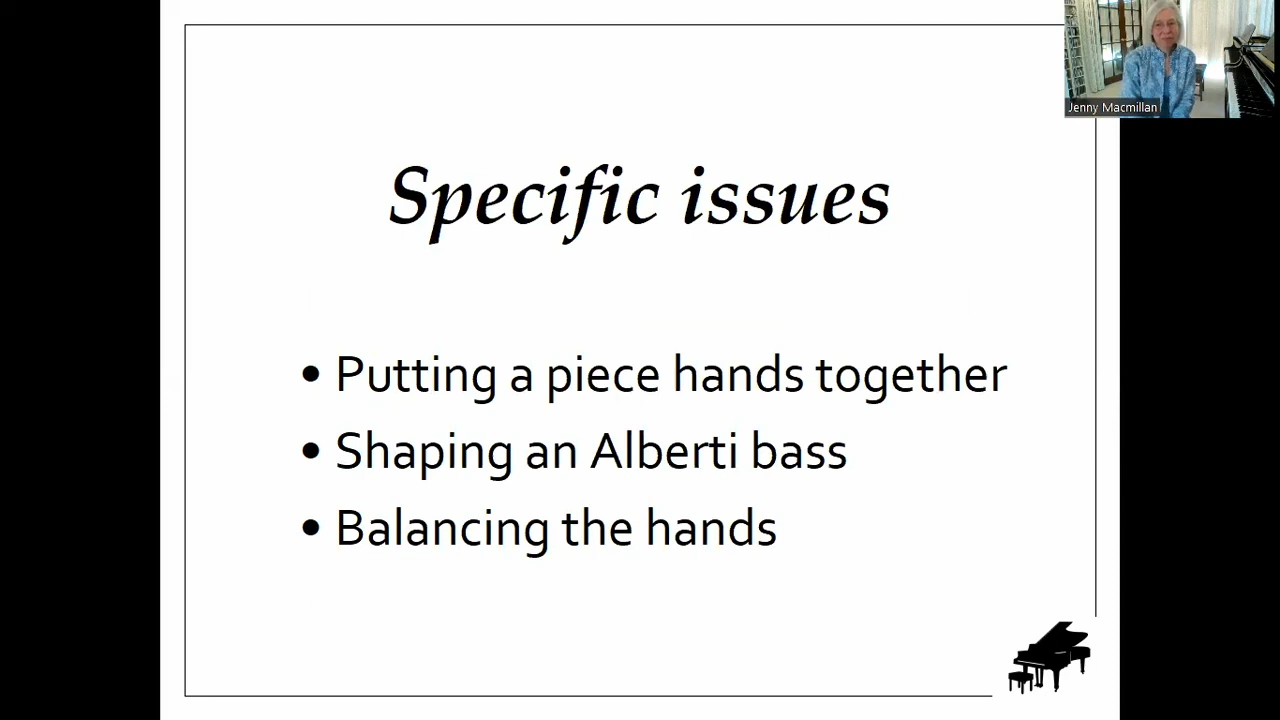 Jenny Macmillan
Specific issues
• Putting a piece hands together
• Shaping an Alberti bass
• Balancing the hands